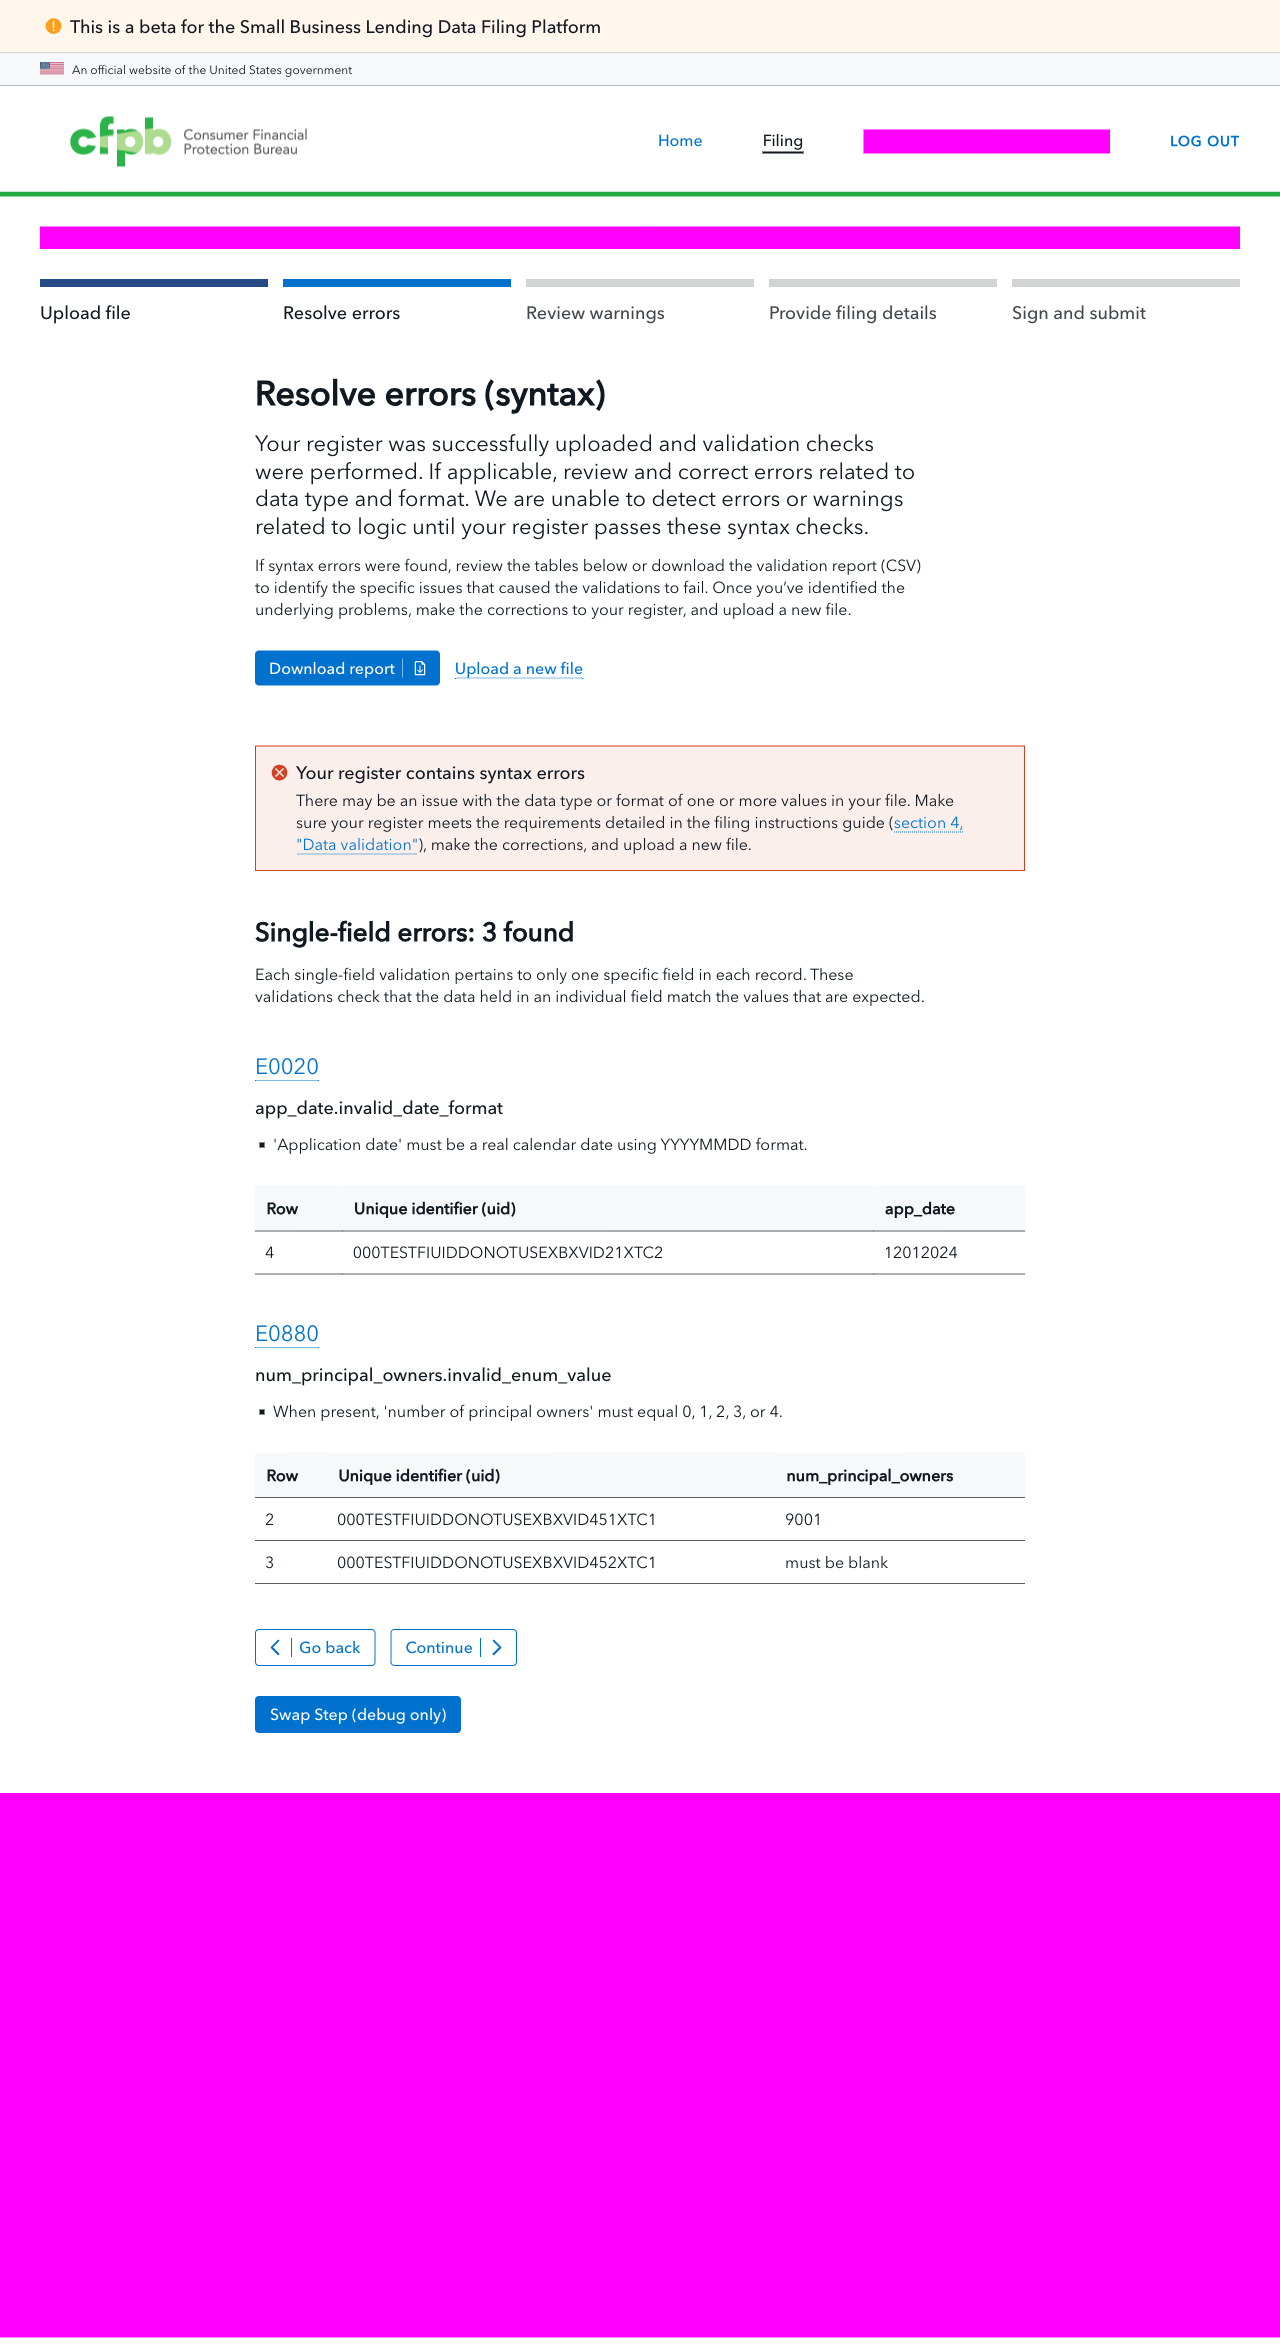 This is a beta for the Small Business Lending Data Filing Platform
An official website of the United States government
cfpb Consumer Financial
Protection Bureau
Home Filing LOG OUT
Upload file Resolve errors Review warnings Provide filing details Sign and submit
Resolve errors (syntax)
Your register was successfully uploaded and validation checks
were performed. If applicable, review and correct errors related to
data type and format. We are unable to detect errors or warnings
related to logic until your register passes these syntax checks.
If syntax errors were found, review the tables below or download the validation report (CSV)
to identify the specific issues that caused the validations to fail. Once you’ve identified the
underlying problems, make the corrections to your register, and upload a new file.
Download report Upload a new file
Your register contains syntax errors
There may be an issue with the data type or format of one or more values in your file. Make
sure your register meets the requirements detailed in the filing instructions guide (section 4,
"Data validation"), make the corrections, and upload a new file.
Single-field errors: 3 found
Each single-field validation pertains to only one specific field in each record. These
validations check that the data held in an individual field match the values that are expected.
E0020
app_date.invalid_date_format
'Application date' must be a real calendar date using YYYYMMDD format.
Row Unique identifier (uid) app_date
4 000TESTFIUIDDONOTUSEXBXVID21XTC2 12012024
E0880
num_principal_owners.invalid_enum_value
When present, 'number of principal owners' must equal 0, 1, 2, 3, or 4.
Row Unique identifier (uid) num_principal_owners
2 000TESTFIUIDDONOTUSEXBXVID451XTC1 9001
3 000TESTFIUIDDONOTUSEXBXVID452XTC1 must be blank
Go back Continue
Swap Step (debug only)